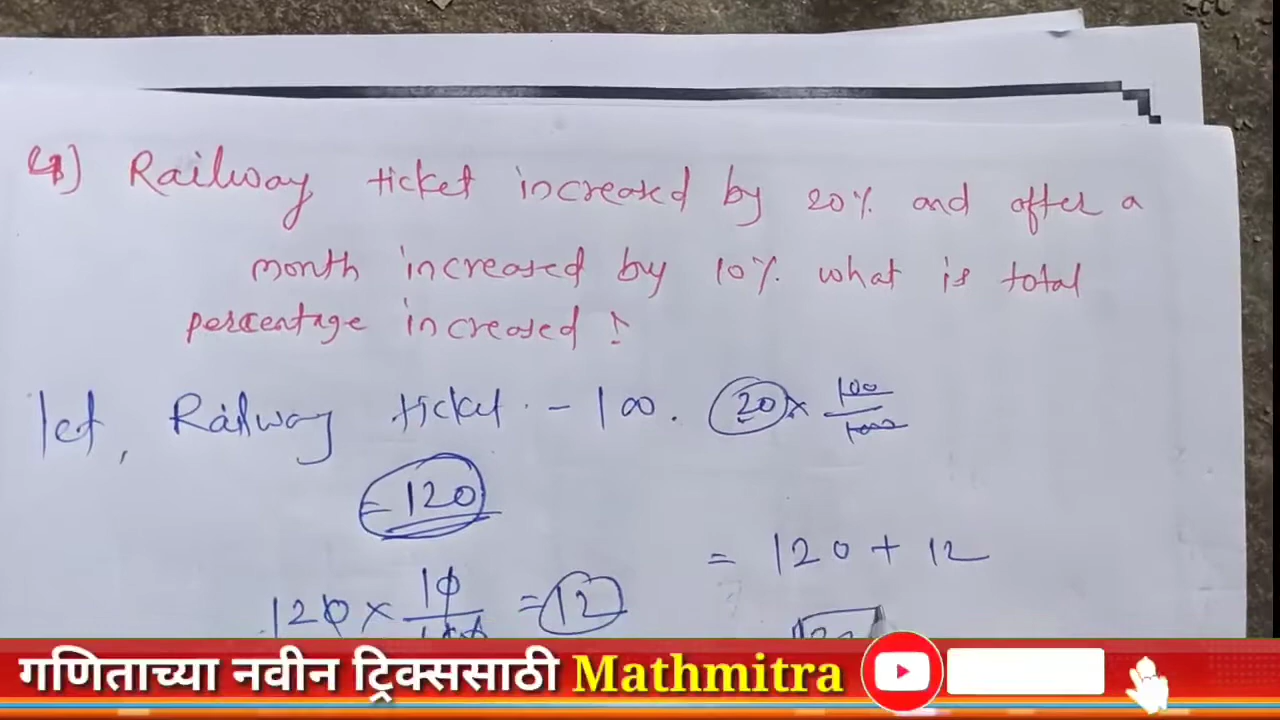 4) Railway ticket increased by 20% and after a
month increased by 10% what is total
percentage increased ?
let, Railway ticket - 100. 20 × 100/100
= 120
= 120 + 12
120 × 10/100 = 12
गणिताच्या नवीन ट्रिक्ससाठी Mathmitra